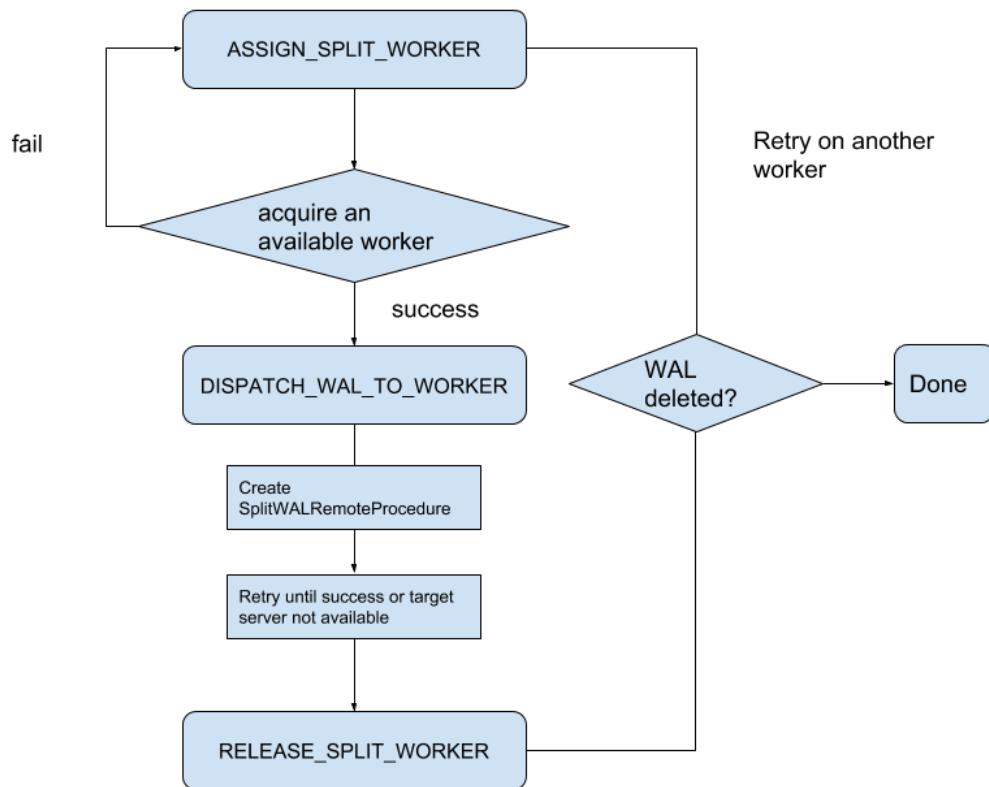 ASSIGN_SPLIT_WORKER
fail
Retry on another
worker
acquire an
available worker
success
DISPATCH_WAL_TO_WORKER
WAL
deleted?
Done
Create
SplitWALRemoteProcedure
Retry until success or target
server not available
RELEASE_SPLIT_WORKER